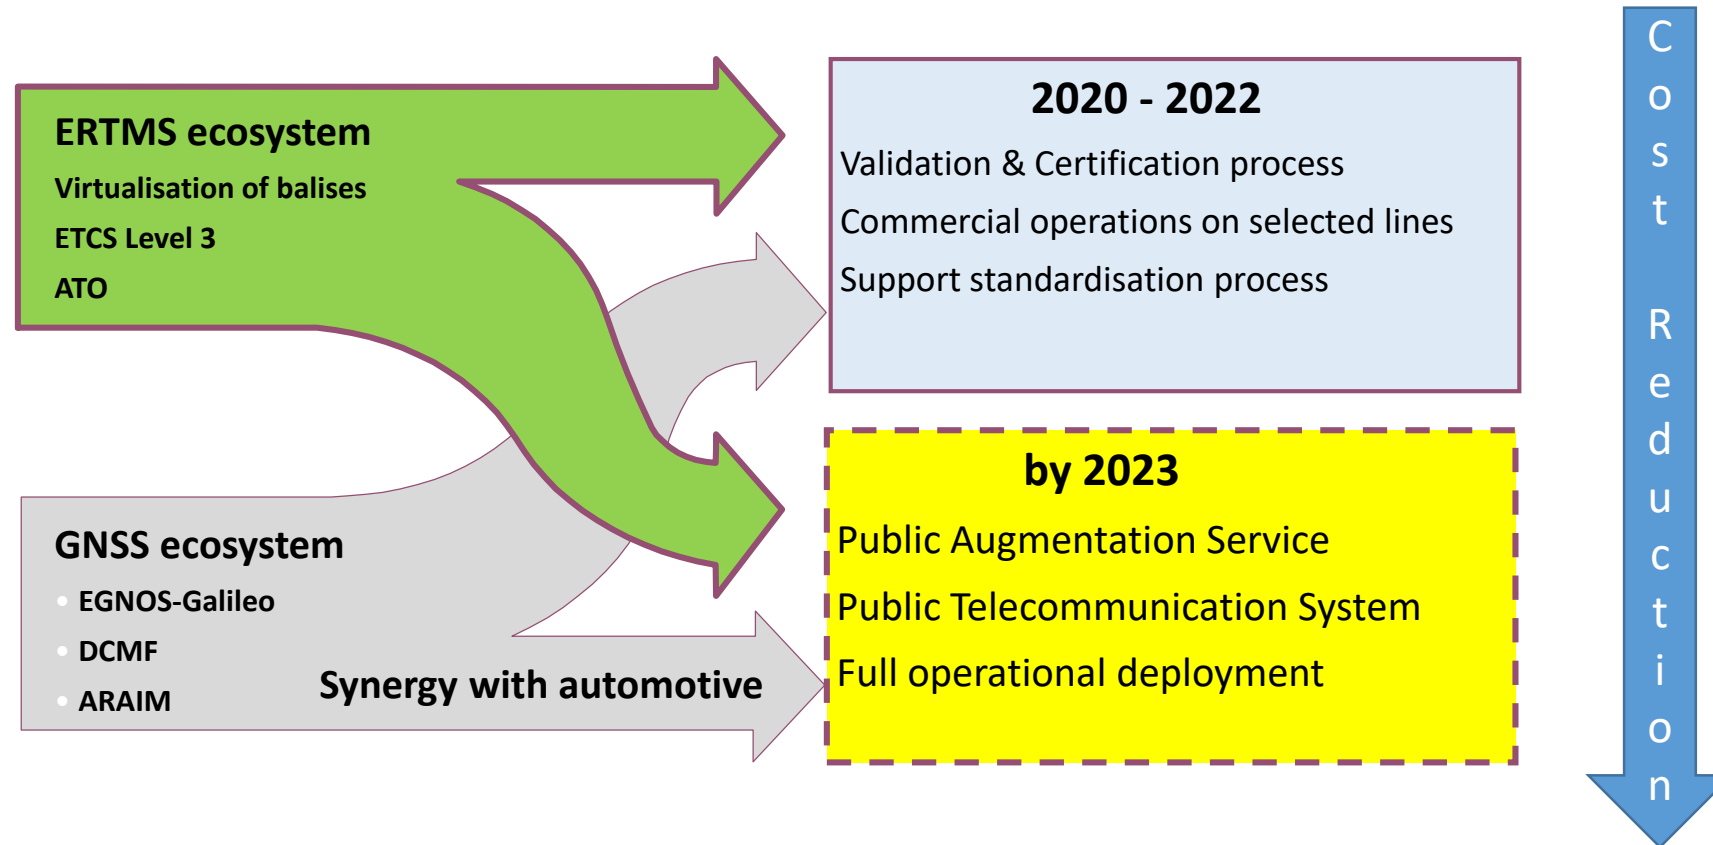 ERTMS ecosystem
Virtualisation of balises
ETCS Level 3
ATO
GNSS ecosystem
• EGNOS-Galileo
• DCMF
• ARAIM
Synergy with automotive
2020 - 2022
Validation & Certification process
Commercial operations on selected lines
Support standardisation process
by 2023
Public Augmentation Service
Public Telecommunication System
Full operational deployment
Cost Reduction